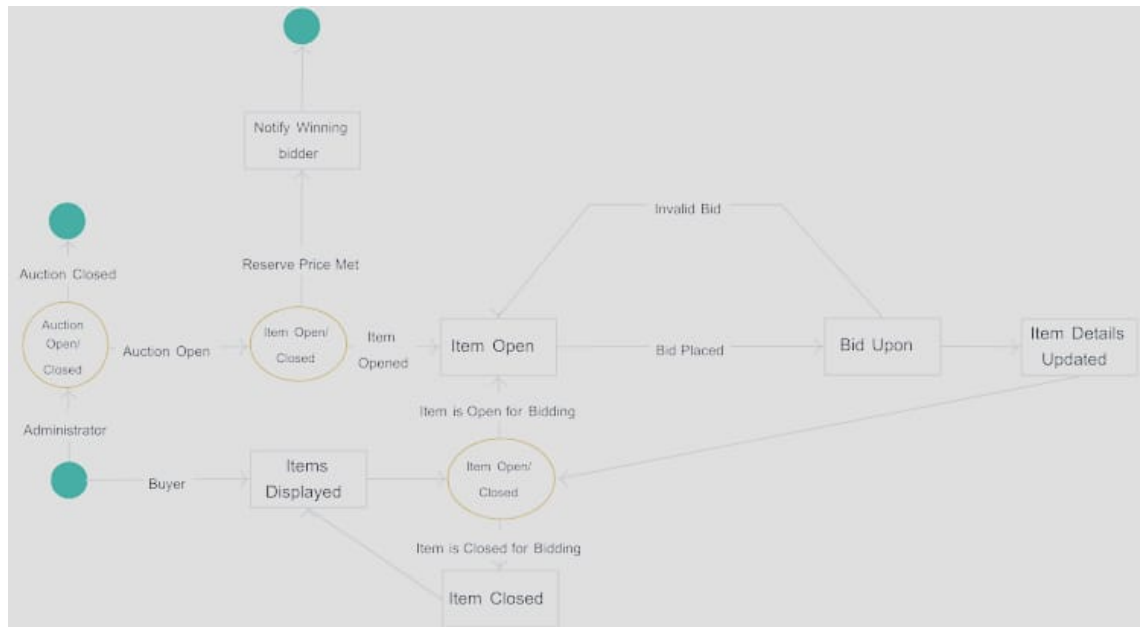 Notify Winning
bidder
Invalid Bid
Auction Closed
Reserve Price Met
Auction
Open/
Closed
Auction Open
Item Open/
Closed
Item
Opened
Item Open
Bid Placed
Bid Upon
Item Details
Updated
Administrator
Item is Open for Bidding
Buyer
Items
Displayed
Item Open/
Closed
Item is Closed for Bidding
Item Closed